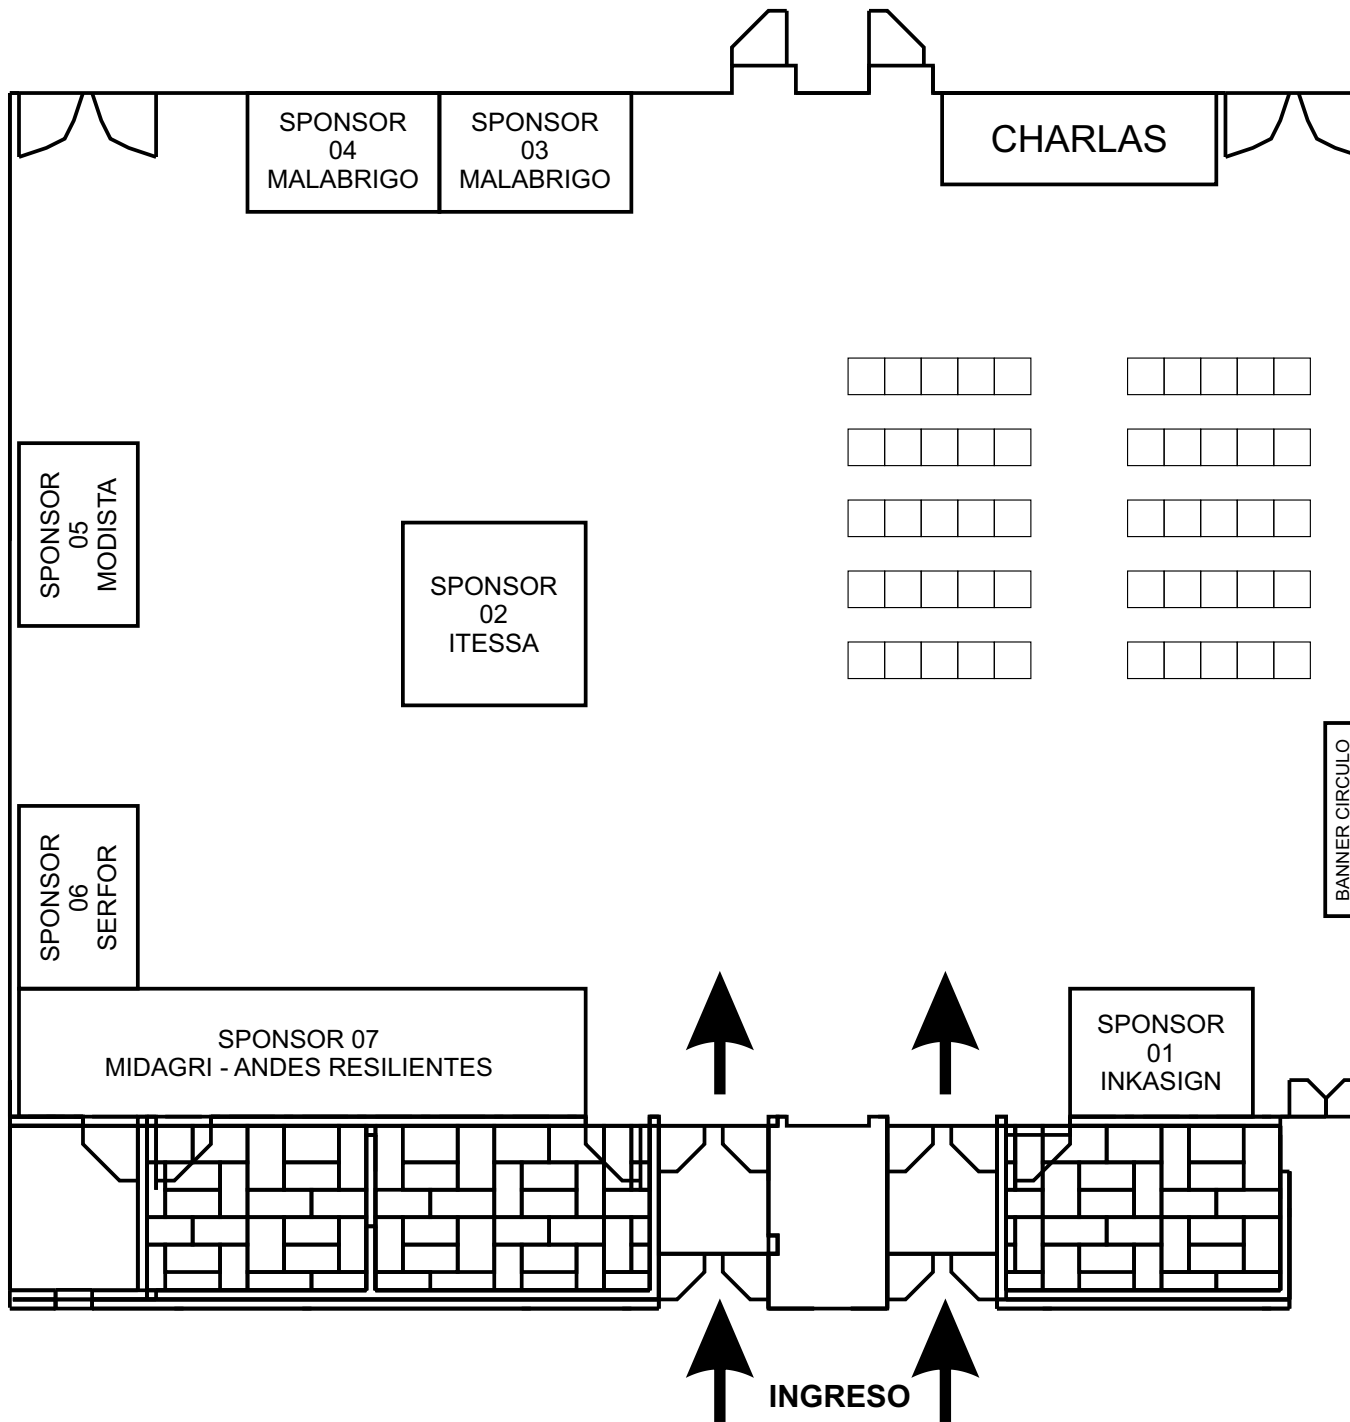 SPONSOR
04
MALABRIGO
SPONSOR
03
MALABRIGO
CHARLAS
SPONSOR
05
MODISTA
SPONSOR
02
ITESSA
BANNER CIRCULO
SPONSOR
06
SERFOR
SPONSOR 07
MIDAGRI - ANDES RESILIENTES
SPONSOR
01
INKASIGN
INGRESO